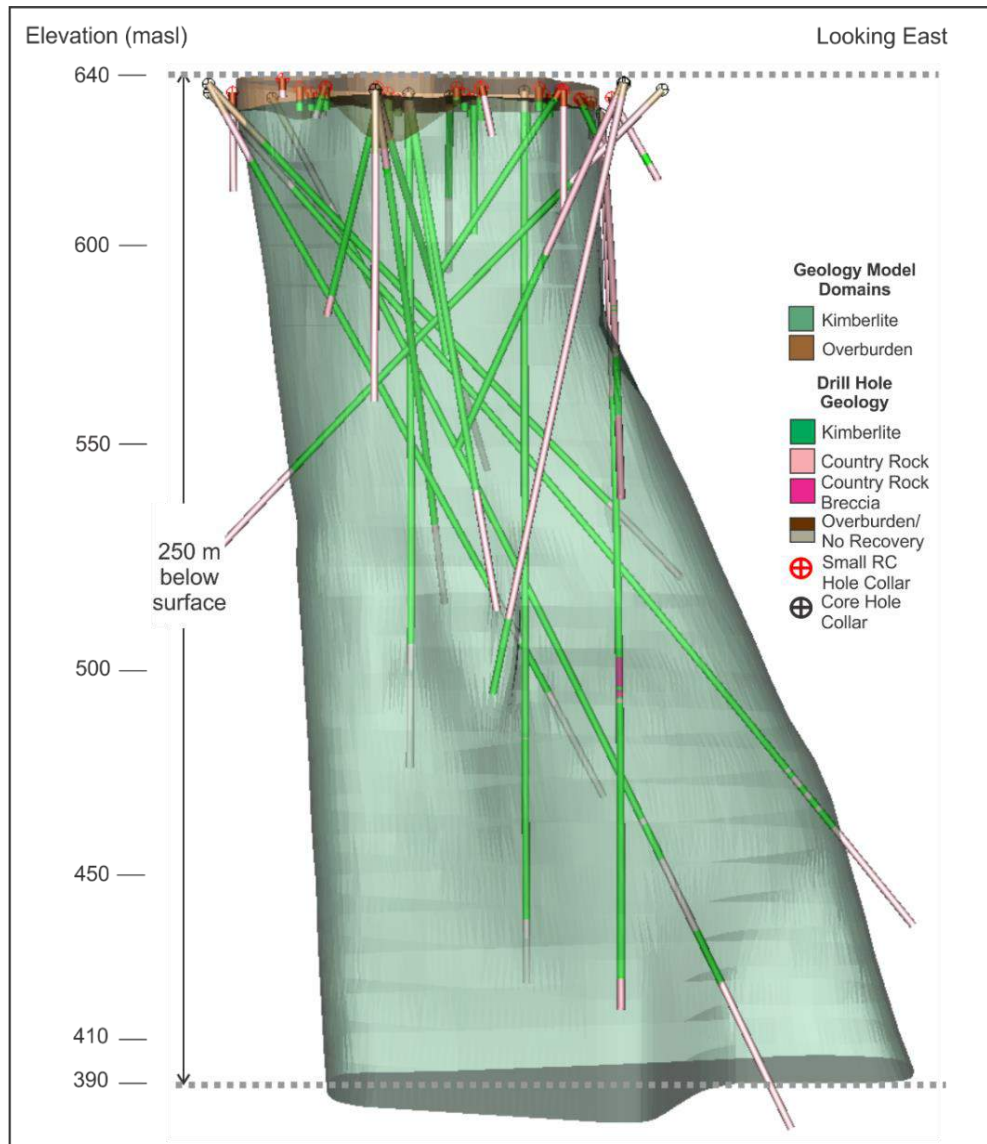 Elevation (masl)
Looking East
640
600
550
500
450
410
390
250 m
below
surface
Geology Model
Domains
Kimberlite
Overburden
Drill Hole
Geology
Kimberlite
Country Rock
Country Rock
Breccia
Overburden/
No Recovery
Small RC
Hole Collar
Core Hole
Collar